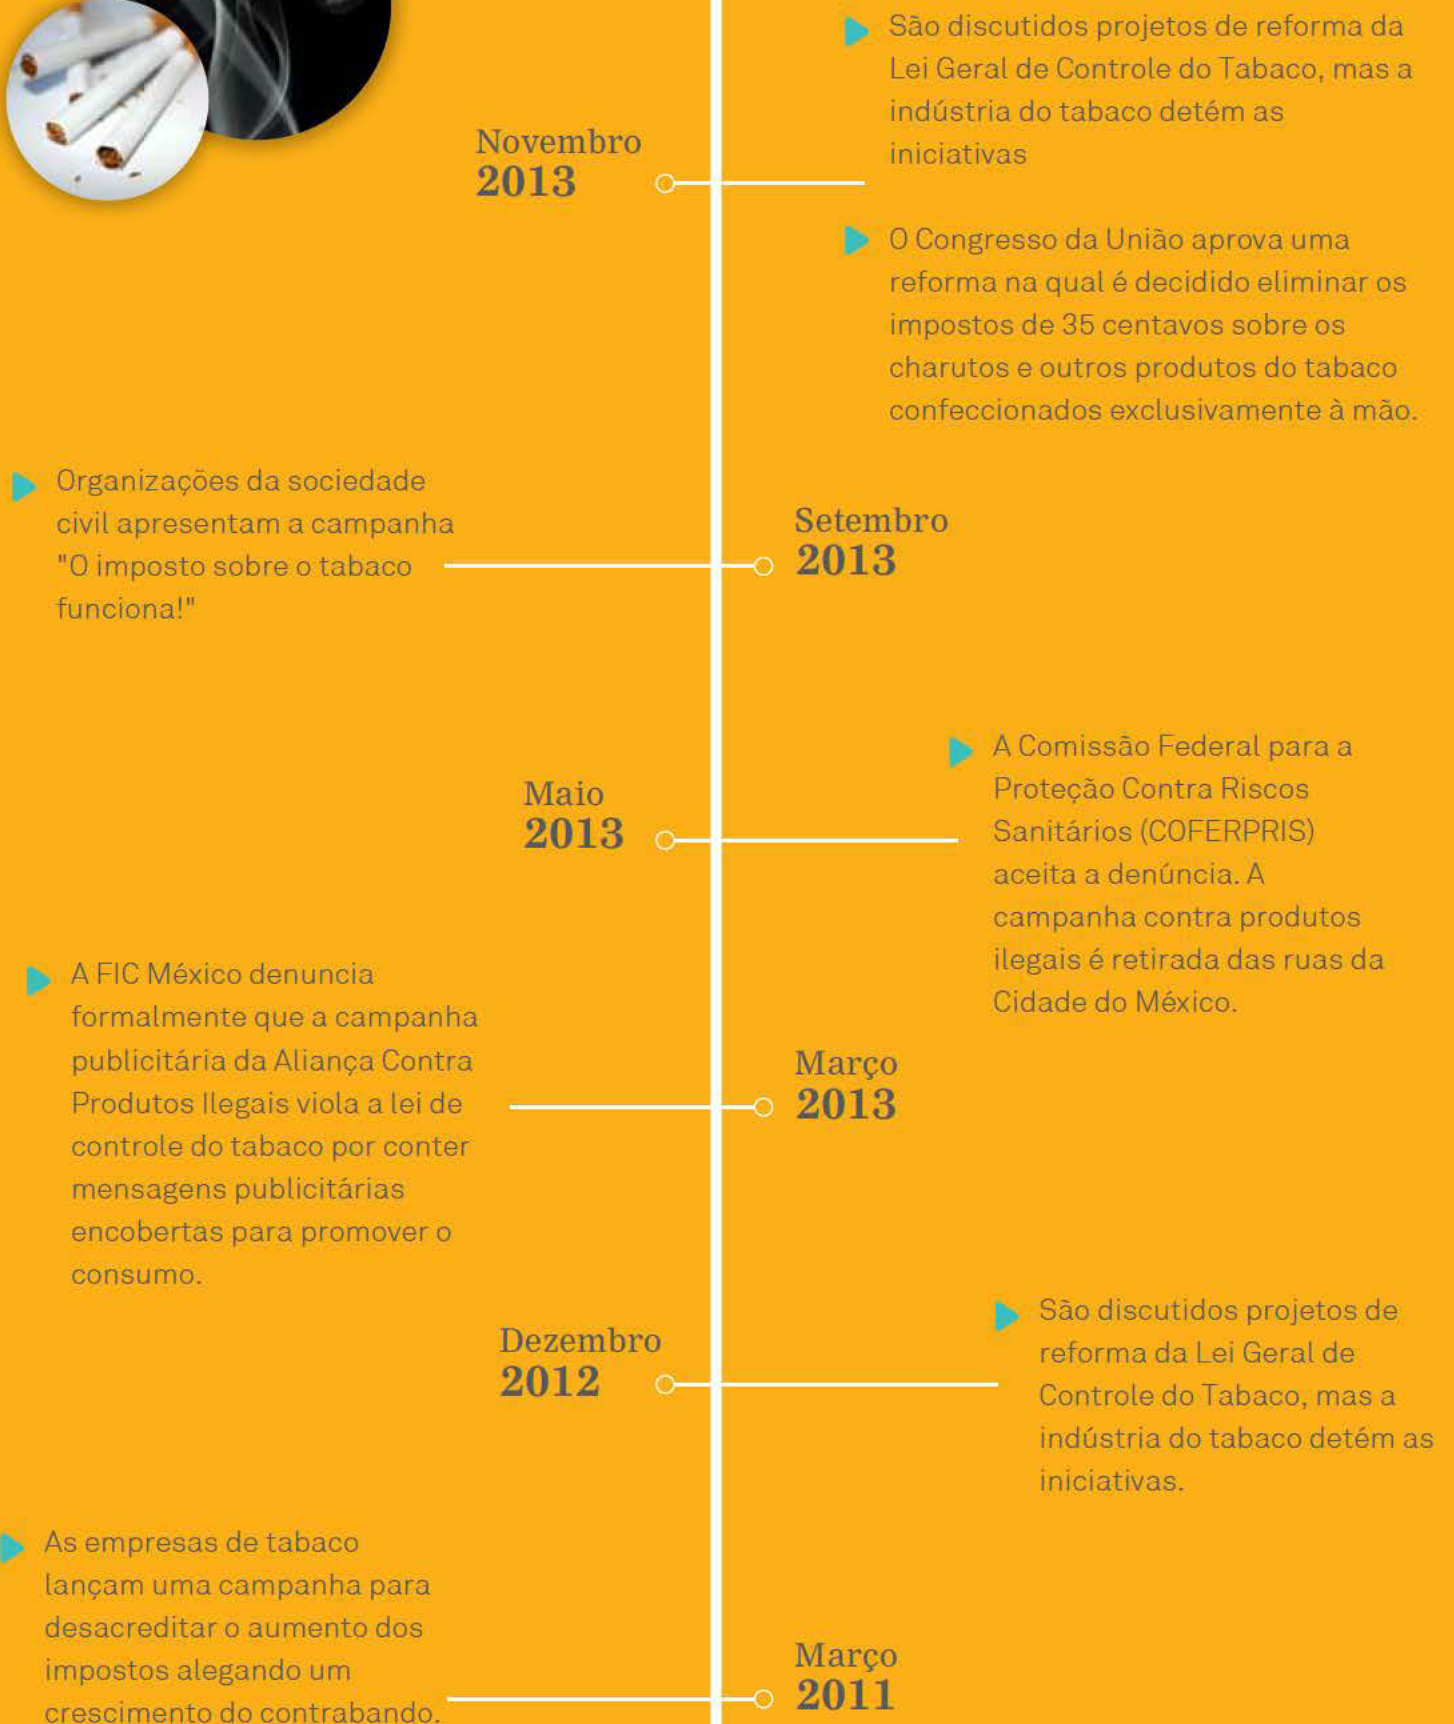 São discutidos projetos de reforma da
Lei Geral de Controle do Tabaco, mas a
indústria do tabaco detém as
iniciativas
Novembro
2013
O Congresso da União aprova uma
reforma na qual é decidido eliminar os
impostos de 35 centavos sobre os
charutos e outros produtos do tabaco
confeccionados exclusivamente à mão.
Organizações da sociedade
civil apresentam a campanha
"O imposto sobre o tabaco
funciona!"
Setembro
2013
A Comissão Federal para a
Proteção Contra Riscos
Sanitários (COFERPRIS)
aceita a denúncia. A
campanha contra produtos
ilegais é retirada das ruas da
Cidade do México.
Maio
2013
A FIC México denuncia
formalmente que a campanha
publicitária da Aliança Contra
Produtos Ilegais viola a lei de
controle do tabaco por conter
mensagens publicitárias
encobertas para promover o
consumo.
Março
2013
São discutidos projetos de
reforma da Lei Geral de
Controle do Tabaco, mas a
indústria do tabaco detém as
iniciativas.
Dezembro
2012
As empresas de tabaco
lançam uma campanha para
desacreditar o aumento dos
impostos alegando um
crescimento do contrabando.
Março
2011